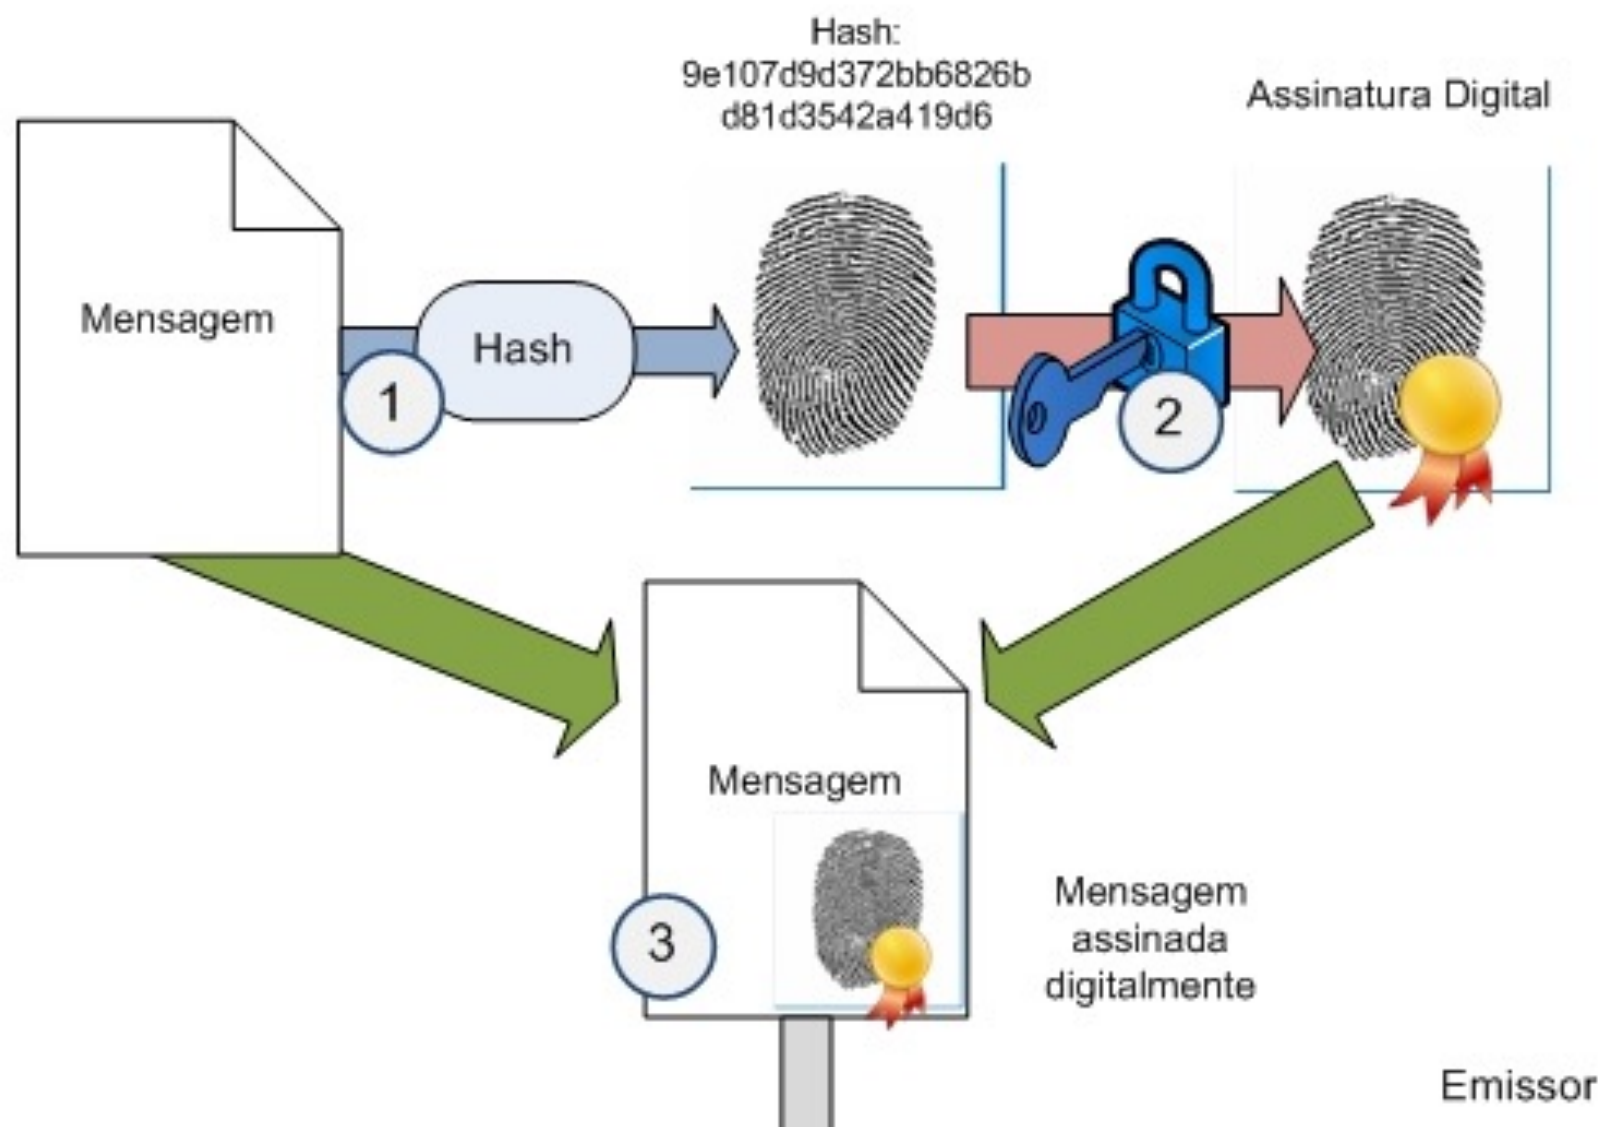 Hash:
9e107d9d372bb6826b
d81d3542a419d6
Assinatura Digital
Mensagem
Hash
1
2
Mensagem
3
Mensagem
assinada
digitalmente
Emissor